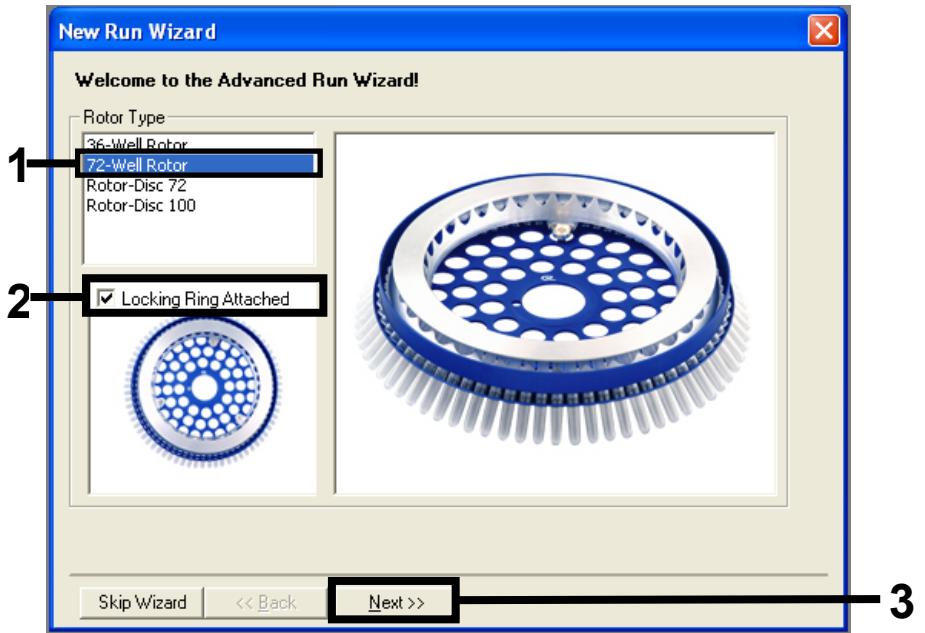 New Run Wizard
Welcome to the Advanced Run Wizard!
Rotor Type
36-Well Rotor
1
72-Well Rotor
Rotor-Disc 72
Rotor-Disc 100
2
Locking Ring Attached
Skip Wizard
<< Back
Next >>
3